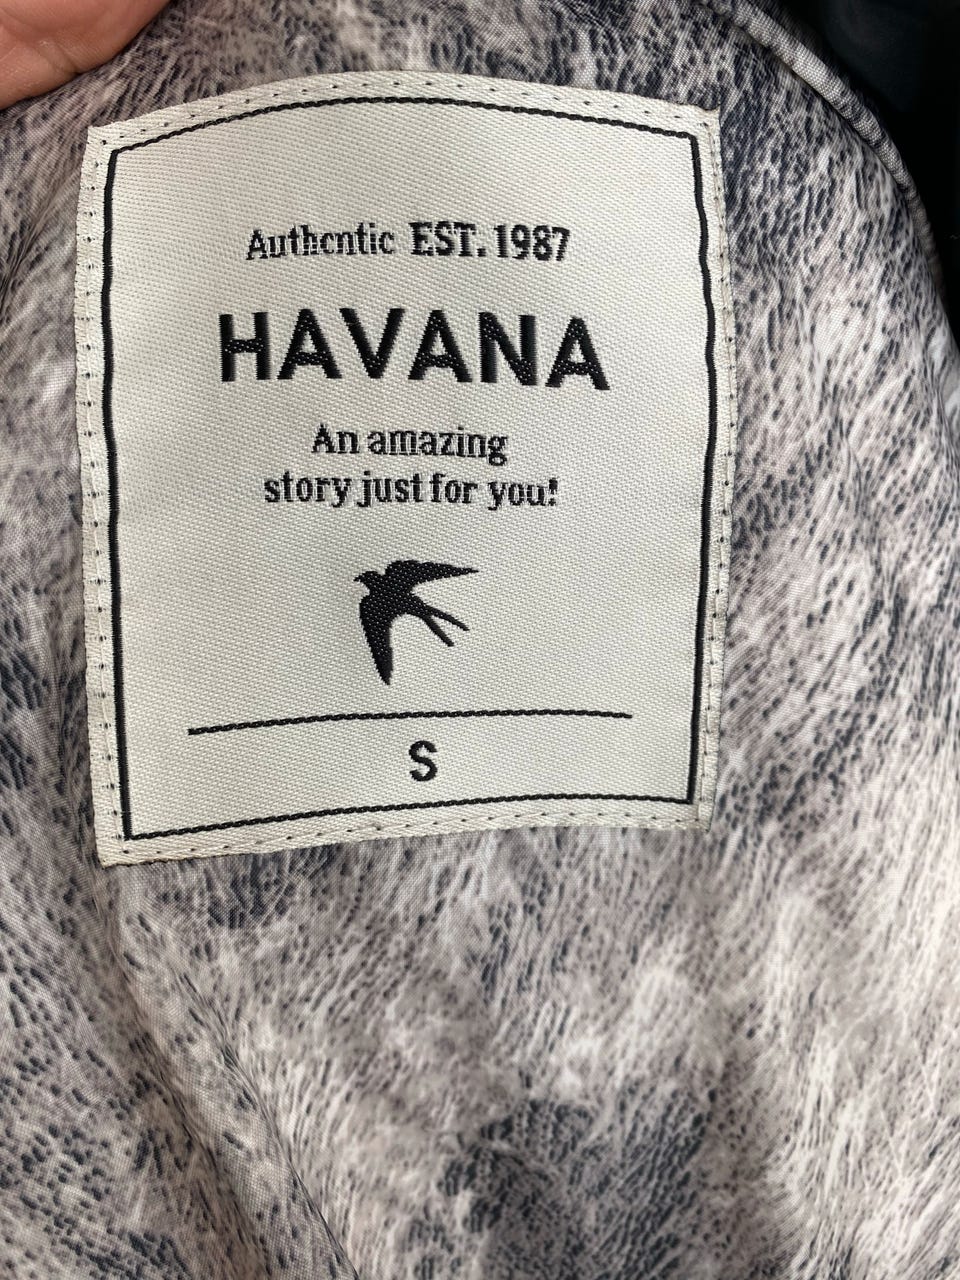 Authentic EST. 1987
HAVANA
An amazing
story just for you!
S